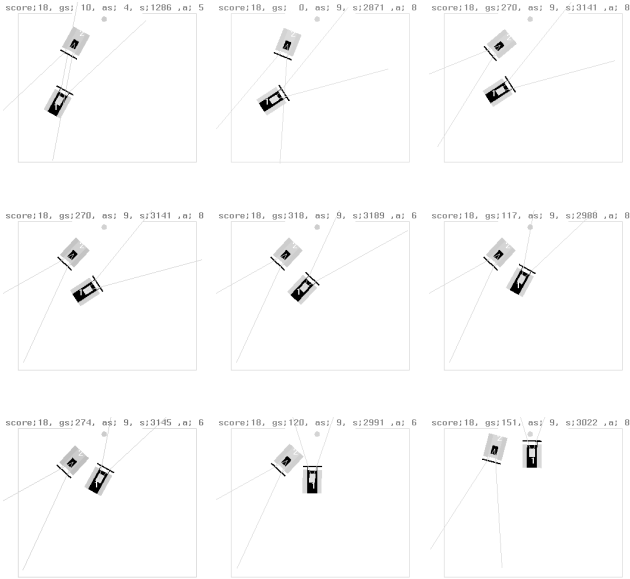 score;18, gs; 10, as; 4, s;1286 ,a; 5
score;18, gs; 0, as; 9, s;2871 ,a; 8
score;18, gs;270, as; 9, s;3141 ,a; 8
score;18, gs;270, as; 9, s;3141 ,a; 8
score;18, gs;318, as; 9, s;3189 ,a; 6
score;18, gs;117, as; 9, s;2988 ,a; 8
score;18, gs;274, as; 9, s;3145 ,a; 6
score;18, gs;120, as; 9, s;2991 ,a; 6
score;18, gs;151, as; 9, s;3022 ,a; 0